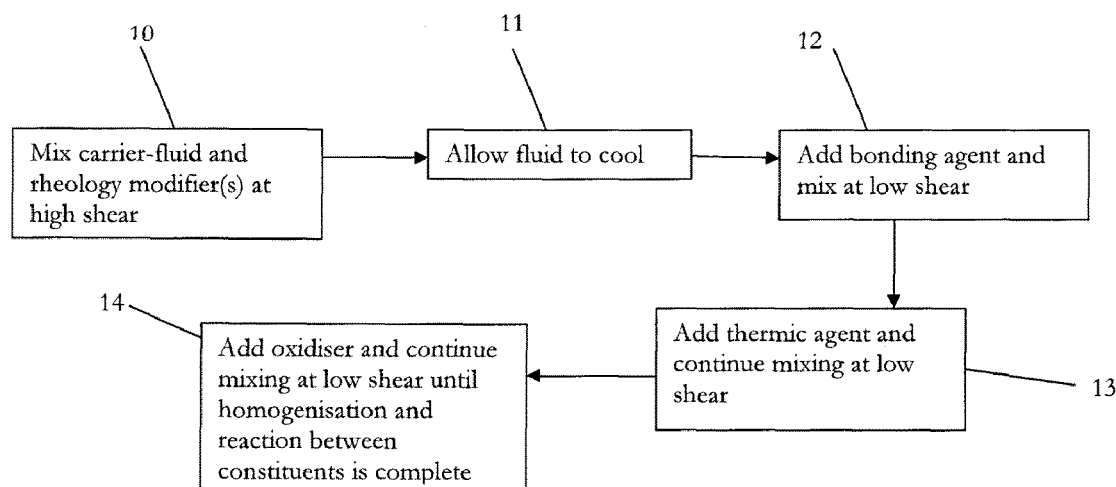 10
11
12
Mix carrier-fluid and
rheology modifier(s) at
high shear
Allow fluid to cool
Add bonding agent and
mix at low shear
14
Add oxidiser and continue
mixing at low shear until
homogenisation and
reaction between
constituents is complete
Add thermic agent and
continue mixing at low
shear
13